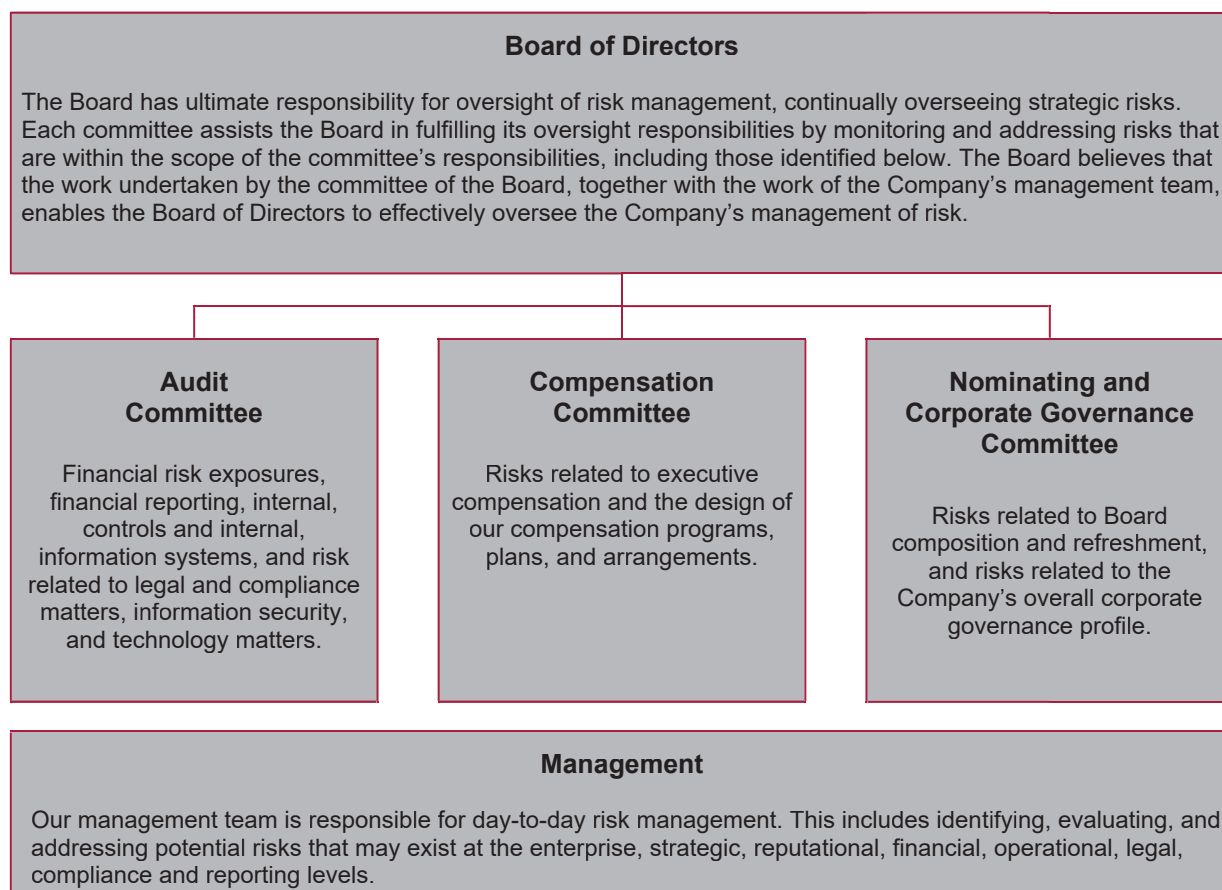 Board of Directors
The Board has ultimate responsibility for oversight of risk management, continually overseeing strategic risks.
Each committee assists the Board in fulfilling its oversight responsibilities by monitoring and addressing risks that
are within the scope of the committee’s responsibilities, including those identified below. The Board believes that
the work undertaken by the committee of the Board, together with the work of the Company’s management team,
enables the Board of Directors to effectively oversee the Company’s management of risk.
Audit
Committee
Financial risk exposures,
financial reporting, internal,
controls and internal,
information systems, and risk
related to legal and compliance
matters, information security,
and technology matters.
Compensation
Committee
Risks related to executive
compensation and the design of
our compensation programs,
plans, and arrangements.
Nominating and
Corporate Governance
Committee
Risks related to Board
composition and refreshment,
and risks related to the
Company’s overall corporate
governance profile.
Management
Our management team is responsible for day-to-day risk management. This includes identifying, evaluating, and
addressing potential risks that may exist at the enterprise, strategic, reputational, financial, operational, legal,
compliance and reporting levels.